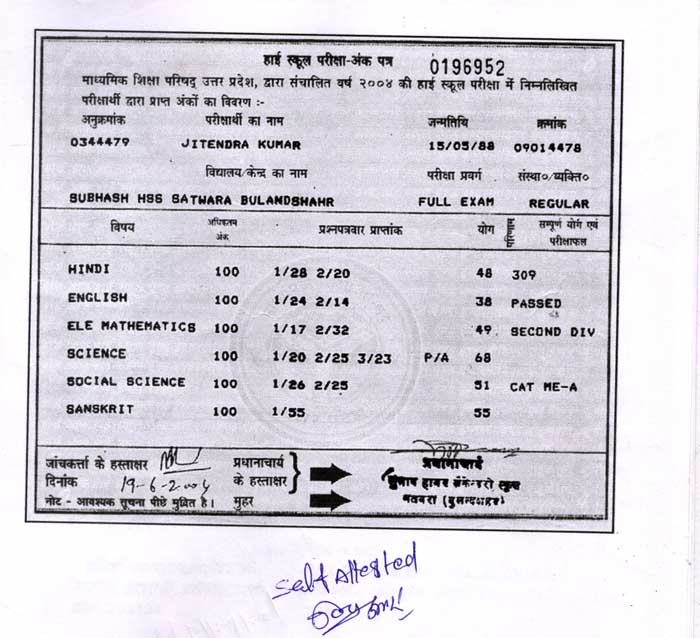 हाई स्कूल परीक्षा-अंक पत्र 0196952
माध्यमिक शिक्षा परिषद् उत्तर प्रदेश, द्वारा संचालित वर्ष २००४ की हाई स्कूल परीक्षा में निम्नलिखित
परीक्षार्थी द्वारा प्राप्त अंकों का विवरण :-
अनुक्रमांक परीक्षार्थी का नाम जन्मतिथि क्रमांक
0344479 JITENDRA KUMAR 15/05/88 09014478
विद्यालय/केन्द्र का नाम परीक्षा प्रवर्ग संस्था०/व्यक्ति०
SUBHASH HSS SATWARA BULANDSHAHR FULL EXAM REGULAR
विषय अधिकतम अंक प्रश्नपत्रवार प्राप्तांक योग परिणाम सम्पूर्ण योग एवं परीक्षाफल
HINDI 100 1/28 2/20 48 309
ENGLISH 100 1/24 2/14 38 PASSED
ELE MATHEMATICS 100 1/17 2/32 49 SECOND DIV
SCIENCE 100 1/20 2/25 3/23 P/A 68
SOCIAL SCIENCE 100 1/26 2/25 51 CAT ME-A
SANSKRIT 100 1/55 55
जांचकर्त्ता के हस्ताक्षर प्रधानाचार्य प्रधानाचार्य
दिनांक 19-6-2004 के हस्ताक्षर
नोट - आवश्यक सूचना पीछे मुद्रित है। मुहर
Self Attested